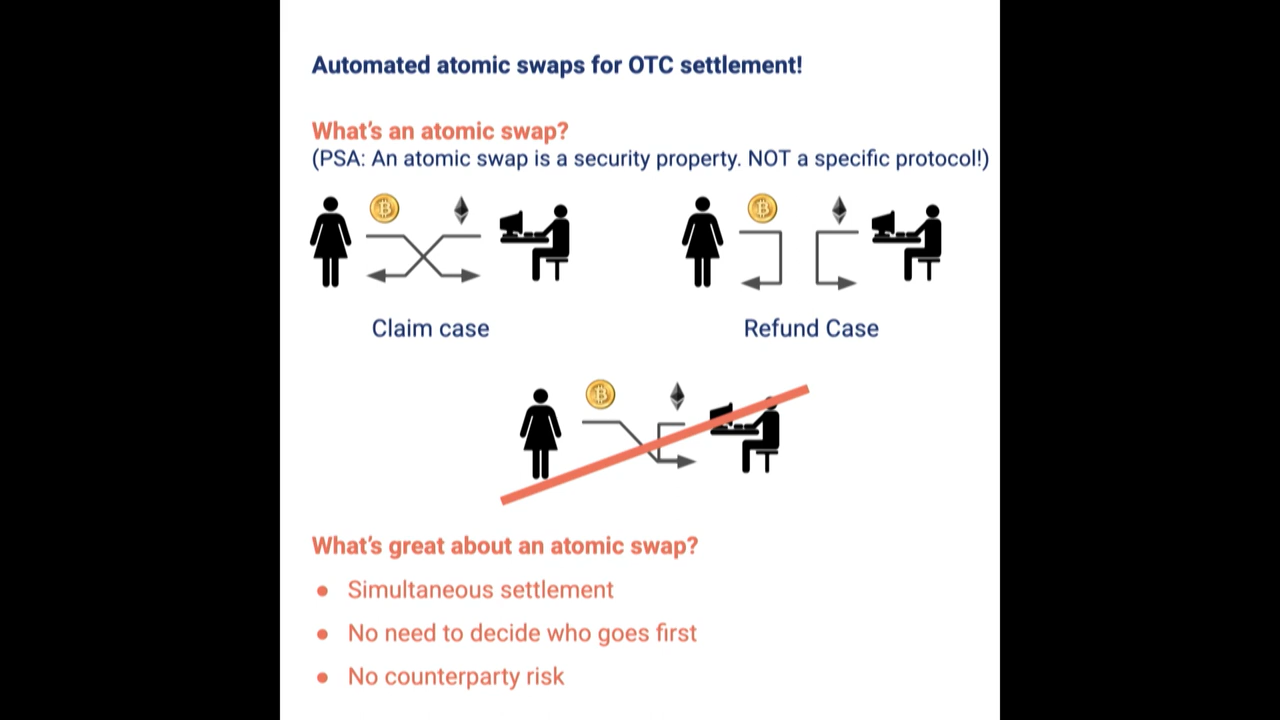 Automated atomic swaps for OTC settlement!
What's an atomic swap?
(PSA: An atomic swap is a security property. NOT a specific protocol!)
Claim case
Refund Case
What's great about an atomic swap?
● Simultaneous settlement
● No need to decide who goes first
● No counterparty risk